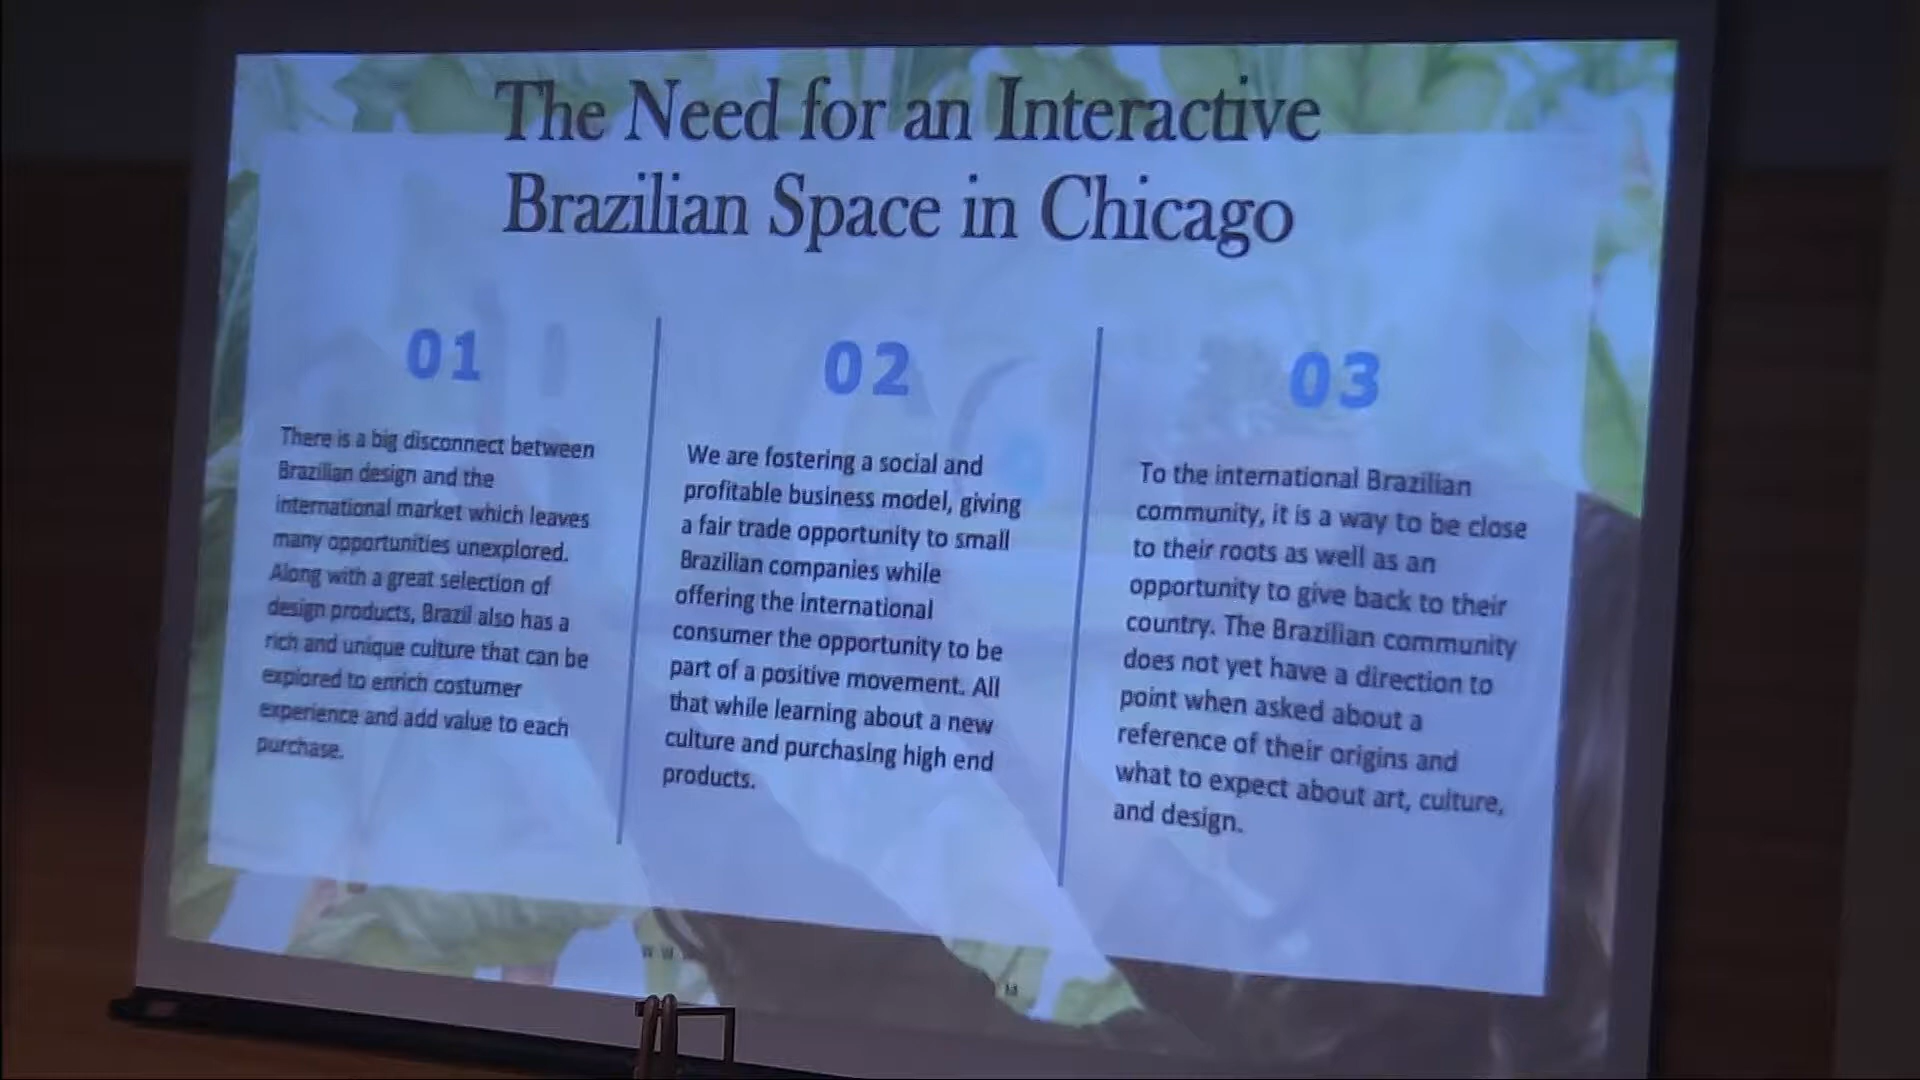 The Need for an Interactive
Brazilian Space in Chicago
01
There is a big disconnect between
Brazilian design and the
international market which leaves
many opportunities unexplored.
Along with a great selection of
design products, Brazil also has a
rich and unique culture that can be
explored to enrich costumer
experience and add value to each
purchase.
02
We are fostering a social and
profitable business model, giving
a fair trade opportunity to small
Brazilian companies while
offering the international
consumer the opportunity to be
part of a positive movement. All
that while learning about a new
culture and purchasing high end
products.
03
To the international Brazilian
community, it is a way to be close
to their roots as well as an
opportunity to give back to their
country. The Brazilian community
does not yet have a direction to
point when asked about a
reference of their origins and
what to expect about art, culture,
and design.